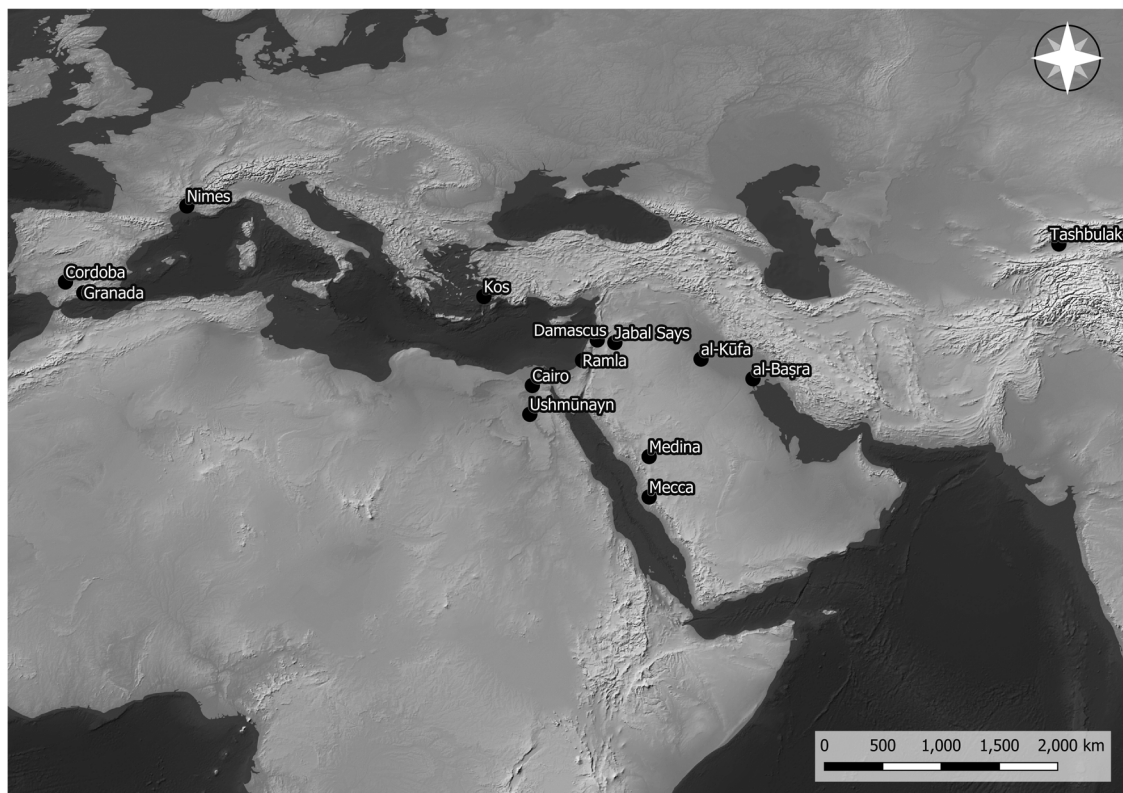 Nimes
Tashbulak
Cordoba
Granada
Kos
Damascus
Jabal Says
Ramla
al-Kūfa
al-Baṣra
Cairo
Ushmūnayn
Medina
Mecca
0 500 1,000 1,500 2,000 km